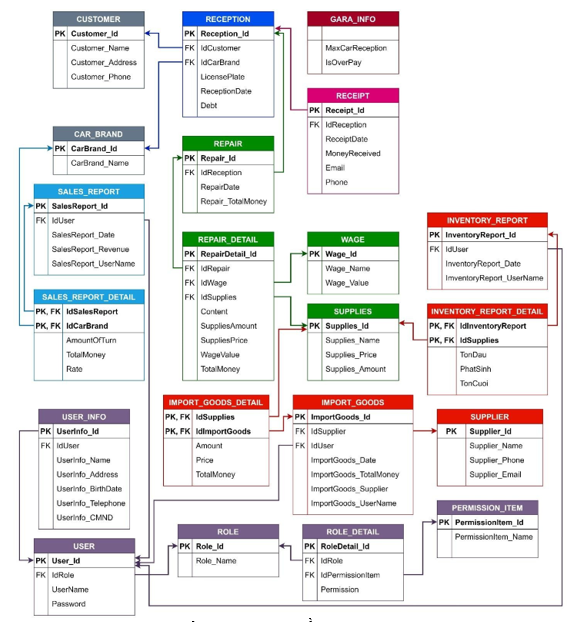 CUSTOMER
PK Customer_Id
Customer_Name
Customer_Address
Customer_Phone
RECEPTION
PK Reception_Id
FK IdCustomer
FK IdCarBrand
LicensePlate
ReceptionDate
Debt
GARA_INFO
MaxCarReception
IsOverPay
RECEIPT
PK Receipt_Id
FK IdReception
ReceiptDate
MoneyReceived
Email
Phone
CAR_BRAND
PK CarBrand_Id
CarBrand_Name
REPAIR
PK Repair_Id
FK IdReception
RepairDate
Repair_TotalMoney
SALES_REPORT
PK SalesReport_Id
FK IdUser
SalesReport_Date
SalesReport_Revenue
SalesReport_UserName
REPAIR_DETAIL
PK RepairDetail_Id
FK IdRepair
FK IdWage
FK IdSupplies
Content
SuppliesAmount
SuppliesPrice
WageValue
TotalMoney
WAGE
PK Wage_Id
Wage_Name
Wage_Value
INVENTORY_REPORT
PK InventoryReport_Id
FK IdUser
Inventory Report_Date
ImventoryReport_UserName
SALES_REPORT_DETAIL
PK, FK IdSalesReport
PK, FK IdCarBrand
AmountOfTurn
TotalMoney
Rate
SUPPLIES
PK Supplies_Id
Supplies_Name
Supplies_Price
Supplies_Amount
INVENTORY_REPORT_DETAIL
PK, FK IdInventoryReport
PK, FK IdSupplies
TonDau
PhatSinh
TonCuoi
IMPORT_GOODS_DETAIL
PK, FK IdSupplies
PK, FK IdImportGoods
Amount
Price
TotalMoney
IMPORT_GOODS
PK ImportGoods_Id
FK IdSupplier
FK IdUser
ImportGoods_Date
ImportGoods_TotalMoney
ImportGoods_Supplier
ImportGoods_UserName
SUPPLIER
PK Supplier_Id
Supplier_Name
Supplier_Phone
Supplier_Email
USER_INFO
PK UserInfo_Id
FK IdUser
UserInfo_Name
UserInfo_Address
UserInfo_BirthDate
UserInfo_Telephone
UserInfo_CMND
USER
PK User_Id
FK IdRole
UserName
Password
ROLE
PK Role_Id
Role_Name
ROLE_DETAIL
PK RoleDetail_Id
FK IdRole
FK IdPermissionItem
Permission
PERMISSION_ITEM
PK PermissionItem_Id
PermissionItem_Name